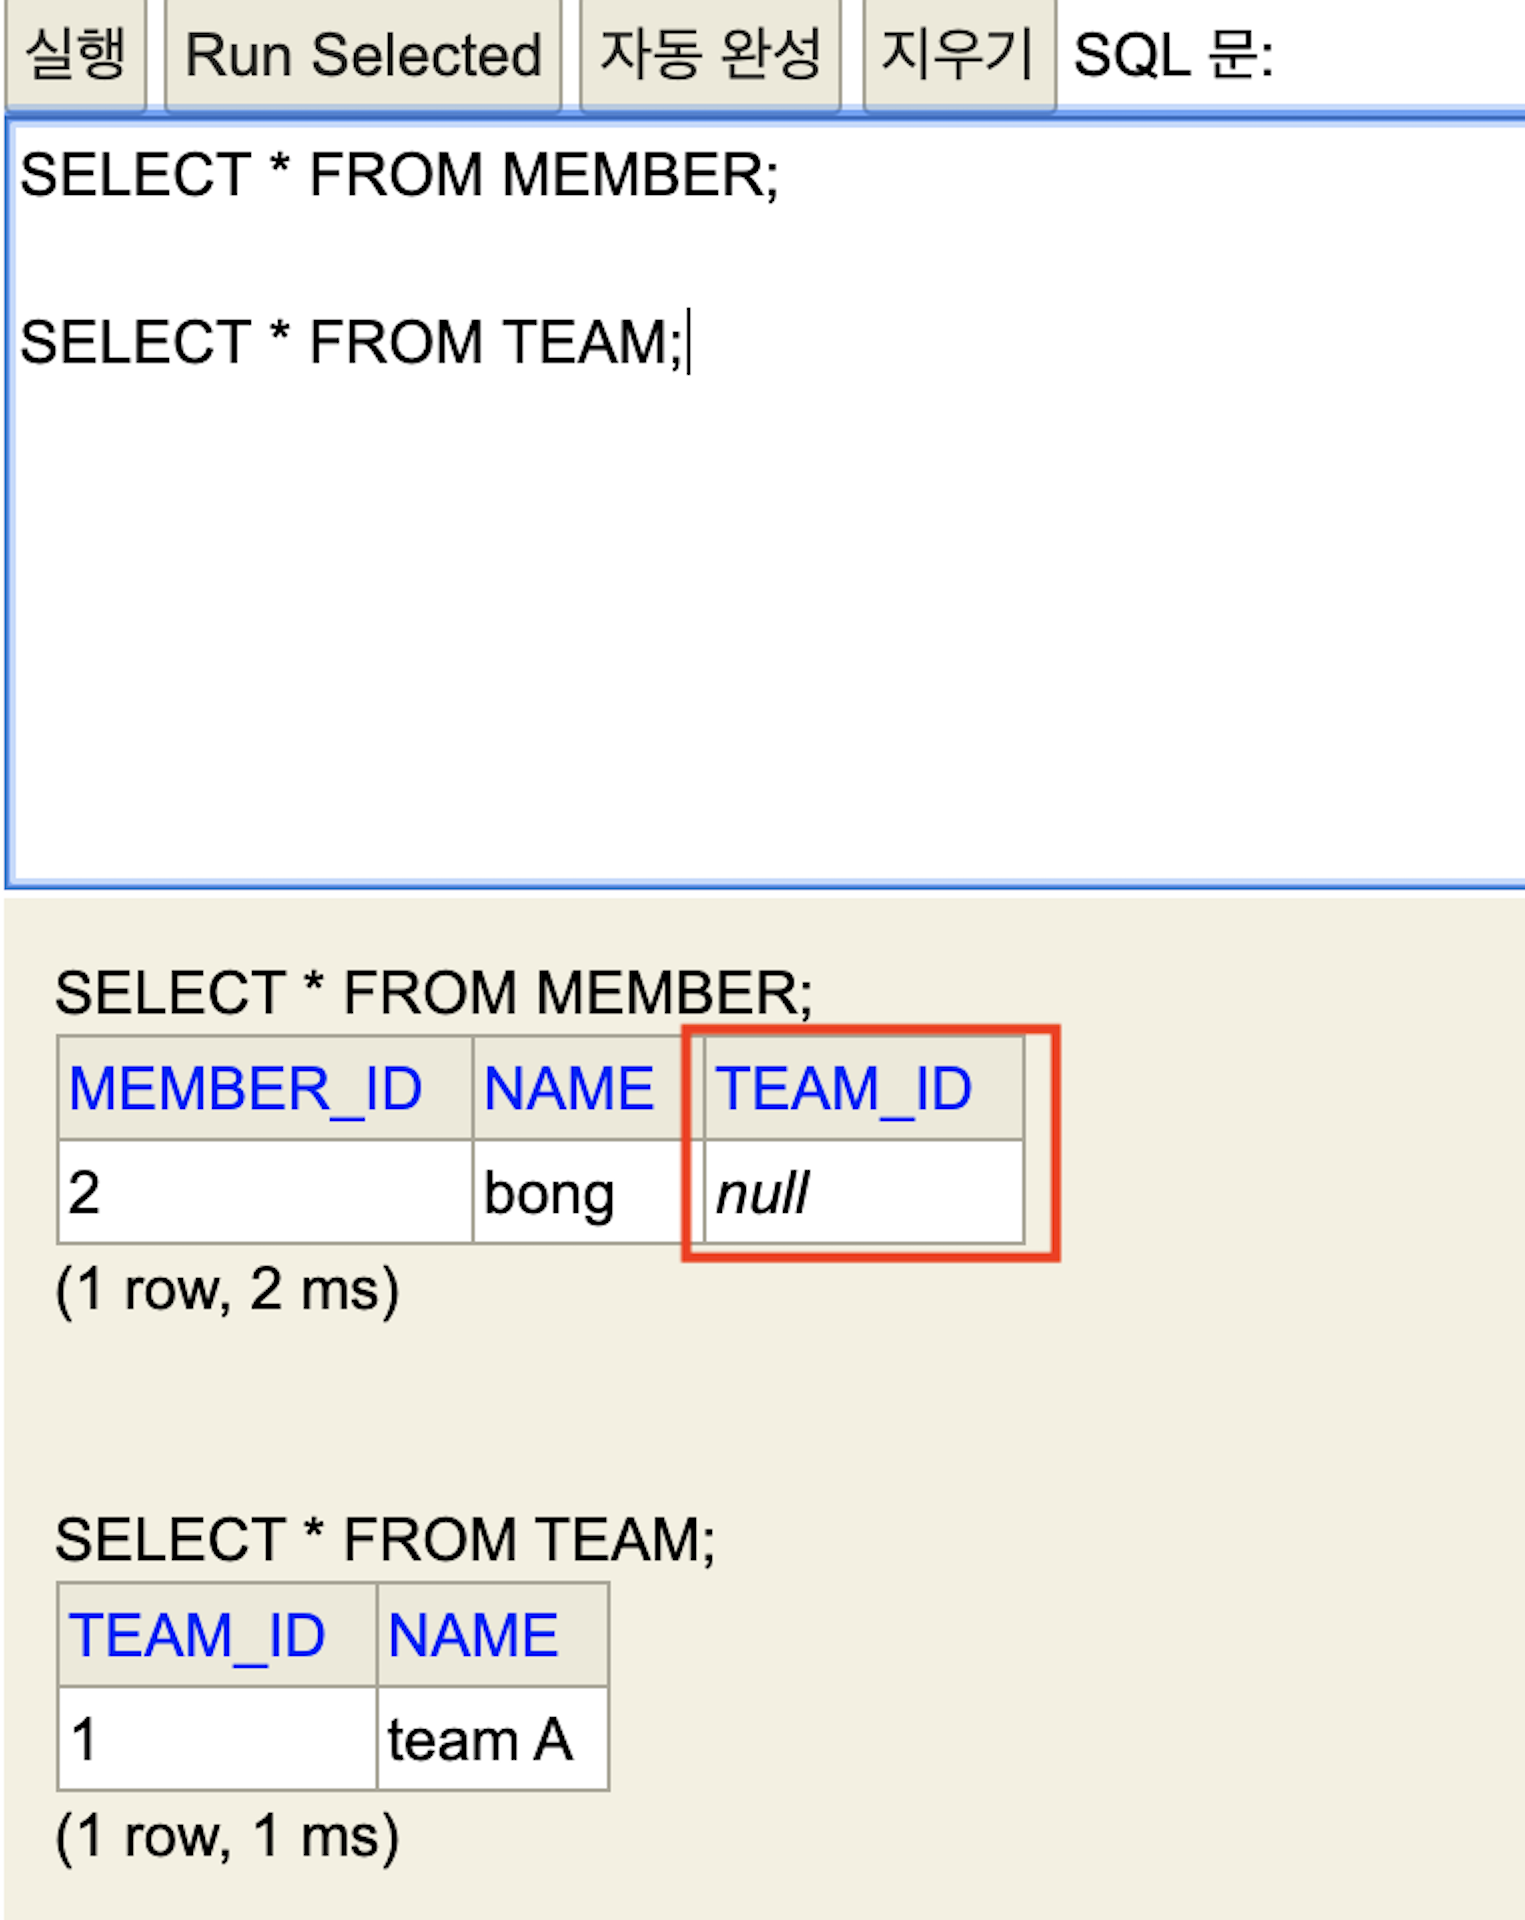 실행 Run Selected 자동 완성 지우기 SQL 문:
SELECT * FROM MEMBER;
SELECT * FROM TEAM;
SELECT * FROM MEMBER;
MEMBER_ID NAME TEAM_ID
2 bong null
(1 row, 2 ms)
SELECT * FROM TEAM;
TEAM_ID NAME
1 team A
(1 row, 1 ms)